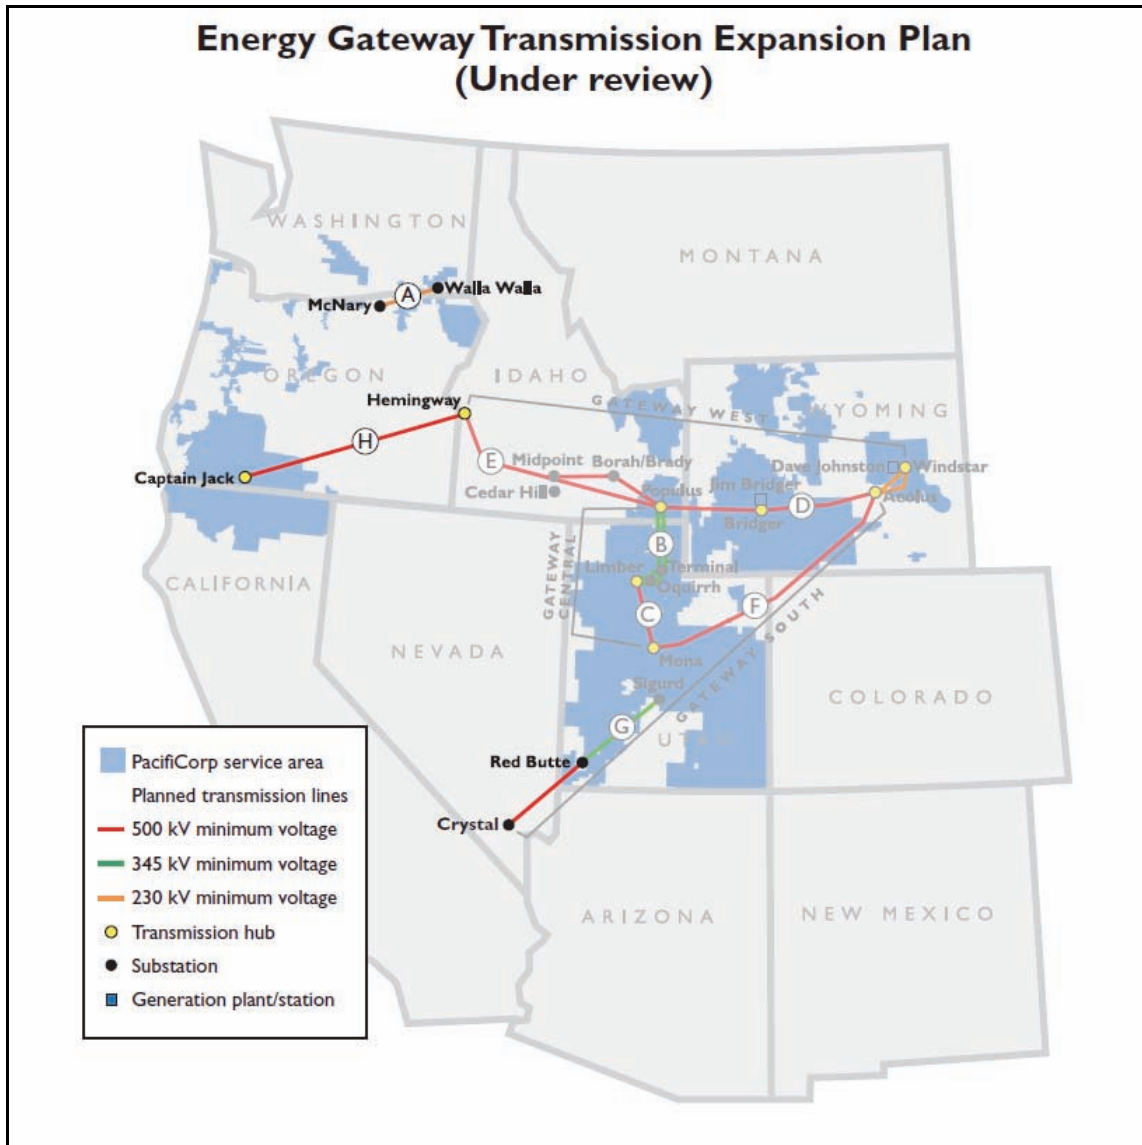 Energy Gateway Transmission Expansion Plan
(Under review)
WASHINGTON
MONTANA
Walla Walla
A
McNary
OREGON
IDAHO
Hemingway
GATEWAY WEST
WYOMING
H
E
Midpoint
Borah/Brady
Dave Johnston
Windstar
Captain Jack
Cedar Hill
Populus
Jim Bridger
Aeolus
D
Bridger
B
GATEWAY
CENTRAL
Limber
Terminal
Oquirrh
CALIFORNIA
C
F
GATEWAY SOUTH
NEVADA
Mona
Sigurd
COLORADO
G
UTAH
Red Butte
Crystal
PacifiCorp service area
Planned transmission lines
500 kV minimum voltage
345 kV minimum voltage
230 kV minimum voltage
Transmission hub
Substation
Generation plant/station
ARIZONA
NEW MEXICO